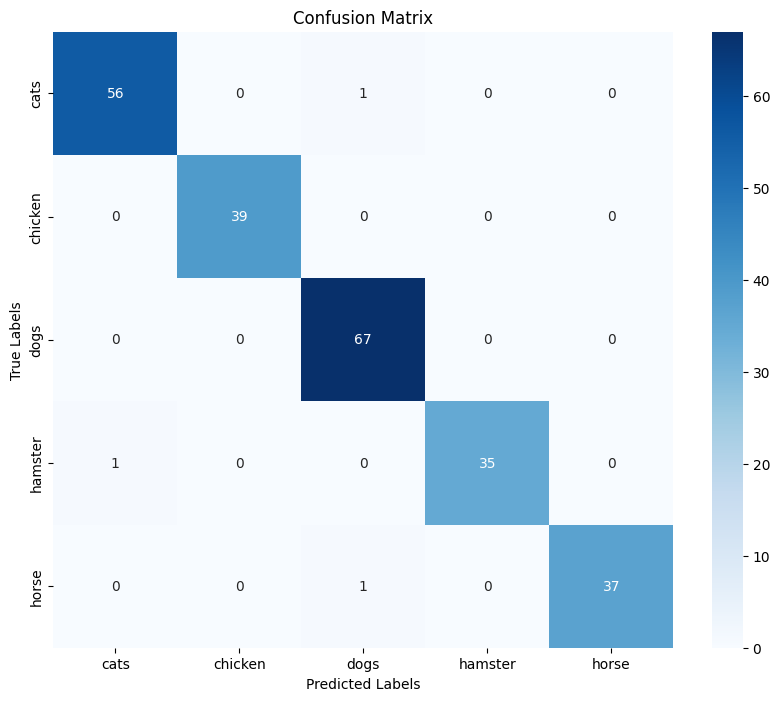 Confusion Matrix
cats 56 0 1 0 0
chicken 0 39 0 0 0
dogs 0 0 67 0 0
hamster 1 0 0 35 0
horse 0 0 1 0 37
cats chicken dogs hamster horse
Predicted Labels
True Labels
60
50
40
30
20
10
0